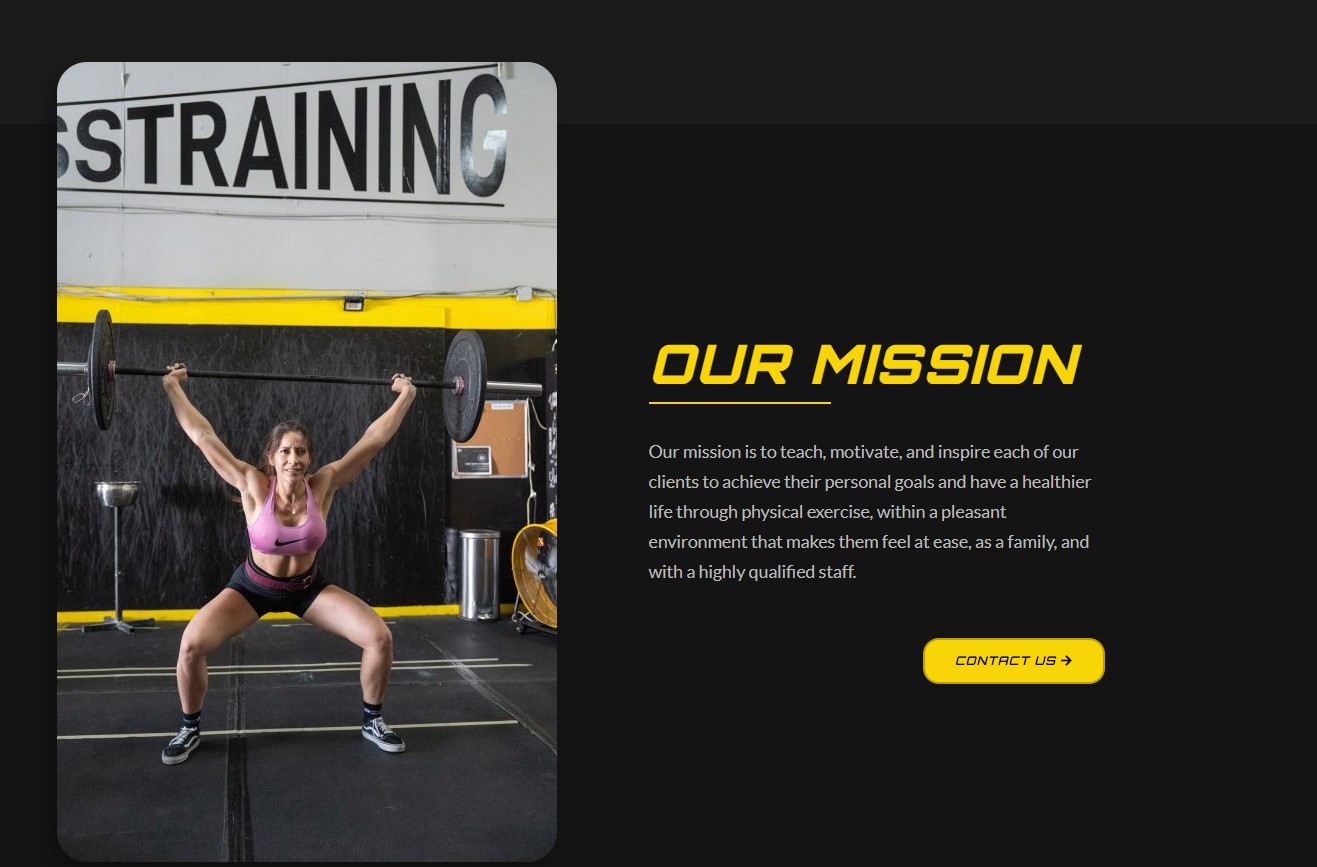 SSTRAINING
OUR MISSION
Our mission is to teach, motivate, and inspire each of our
clients to achieve their personal goals and have a healthier
life through physical exercise, within a pleasant
environment that makes them feel at ease, as a family, and
with a highly qualified staff.
CONTACT US →